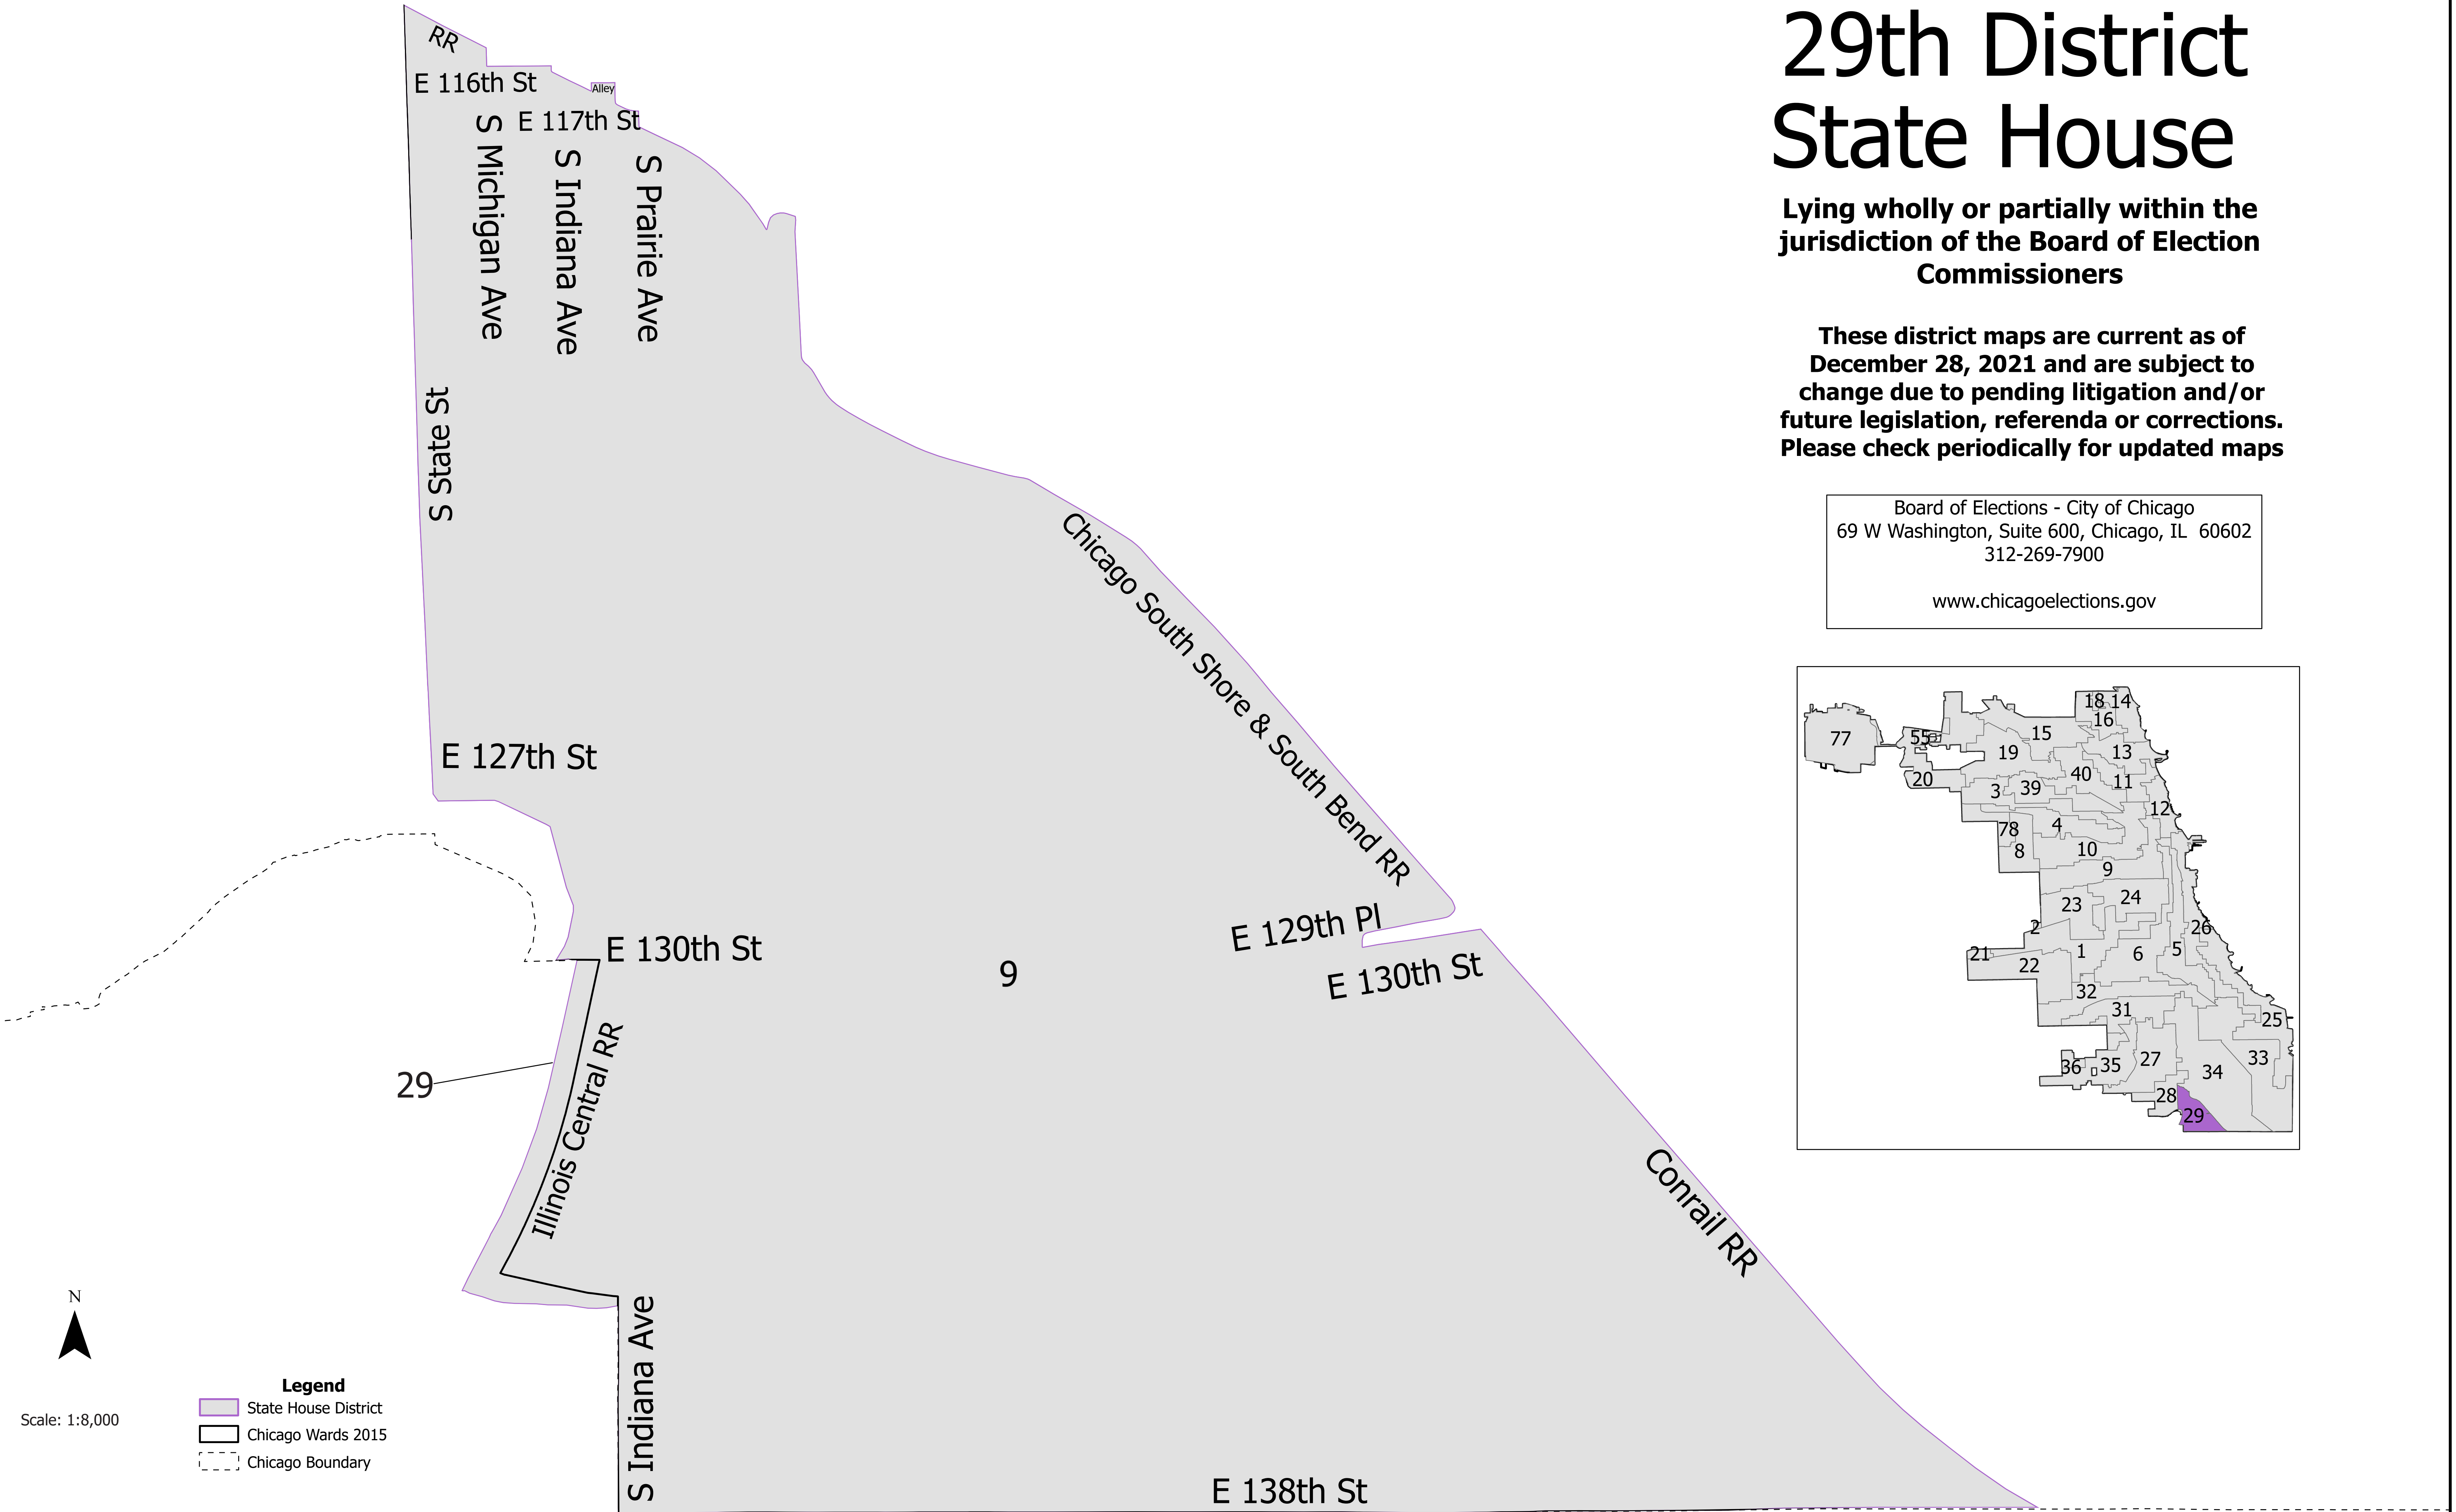 29th District
State House
Lying wholly or partially within the
jurisdiction of the Board of Election
Commissioners
These district maps are current as of
December 28, 2021 and are subject to
change due to pending litigation and/or
future legislation, referenda or corrections.
Please check periodically for updated maps
Board of Elections - City of Chicago
69 W Washington, Suite 600, Chicago, IL 60602
312-269-7900
www.chicagoelections.gov
RR
E 116th St
Alley
E 117th St
S Michigan Ave
S Indiana Ave
S Prairie Ave
S State St
Chicago South Shore & South Bend RR
E 127th St
E 129th Pl
E 130th St
E 130th St
9
29
Illinois Central RR
Conrail RR
S Indiana Ave
E 138th St
18
14
16
77
55
15
19
13
20
40
11
3
39
12
78
4
8
10
9
24
23
2
26
21
22
1
6
5
32
31
25
36
35
27
34
33
28
29
N
Scale: 1:8,000
Legend
State House District
Chicago Wards 2015
Chicago Boundary